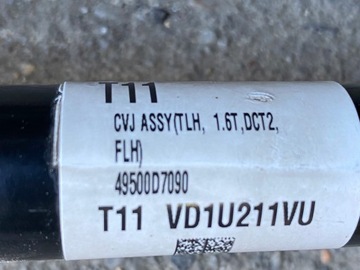 T11
CVJ ASSY(TLH, 1.6T,DCT2,
FLH)
49500D7090
T11 VD1U211VU